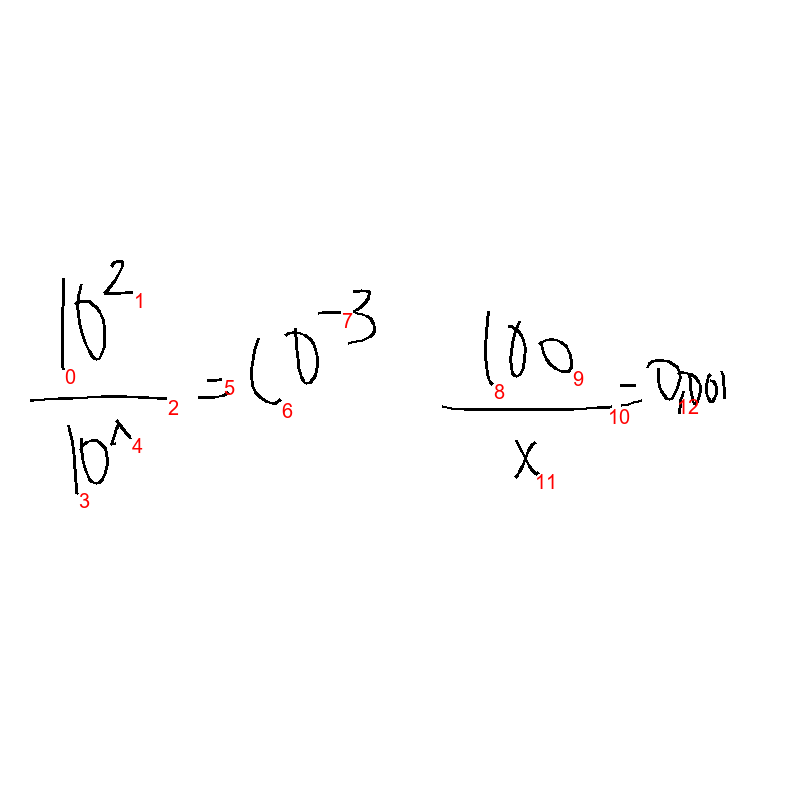 10² / 10^ = 10⁻³
100 / x = 0,001